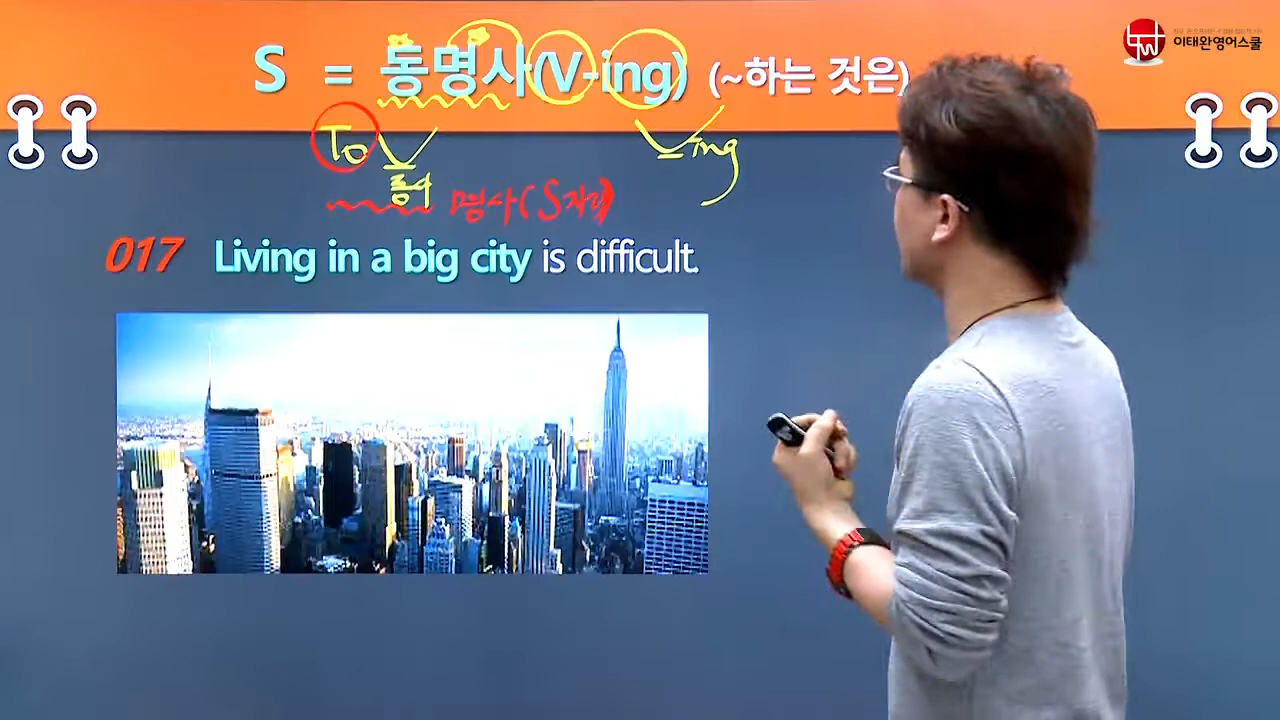 이태완영어스쿨
S = 동명사(V-ing) (~하는 것은)
To V Ving
동사
명사(S자리)
017 Living in a big city is difficult.